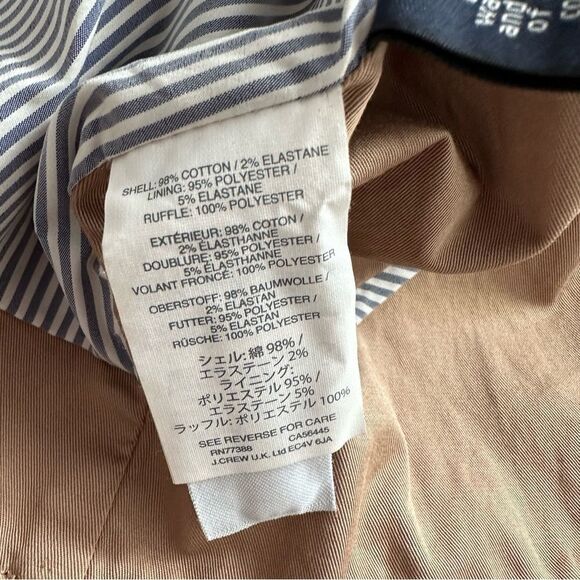 wa
and
of
co
SHELL: 98% COTTON / 2% ELASTANE
LINING: 95% POLYESTER /
5% ELASTANE
RUFFLE: 100% POLYESTER
EXTÉRIEUR: 98% COTON /
2% ÉLASTHANNE
DOUBLURE: 95% POLYESTER /
5% ÉLASTHANNE
VOLANT FRONCÉ: 100% POLYESTER
OBERSTOFF: 98% BAUMWOLLE /
2% ELASTAN
FUTTER: 95% POLYESTER /
5% ELASTAN
RÜSCHE: 100% POLYESTER
シェル: 綿 98% /
エラステーン 2%
ライニング:
ポリエステル 95% /
エラステーン 5%
ラッフル: ポリエステル 100%
SEE REVERSE FOR CARE
RN77388 CA56445
J.CREW U.K. Ltd EC4V 6JA